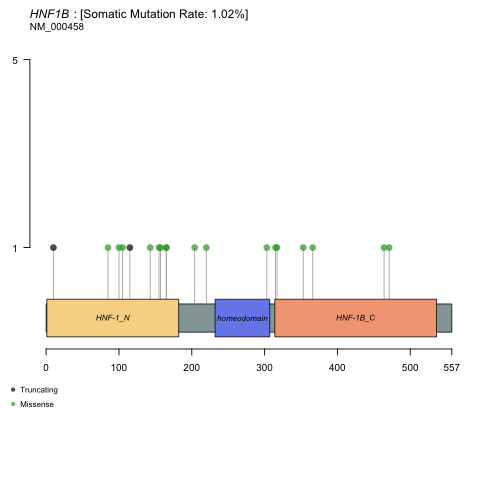 HNF1B : [Somatic Mutation Rate: 1.02%]
NM_000458
5
1
HNF-1_N
homeodomain
HNF-1B_C
0 100 200 300 400 500 557
Truncating
Missense